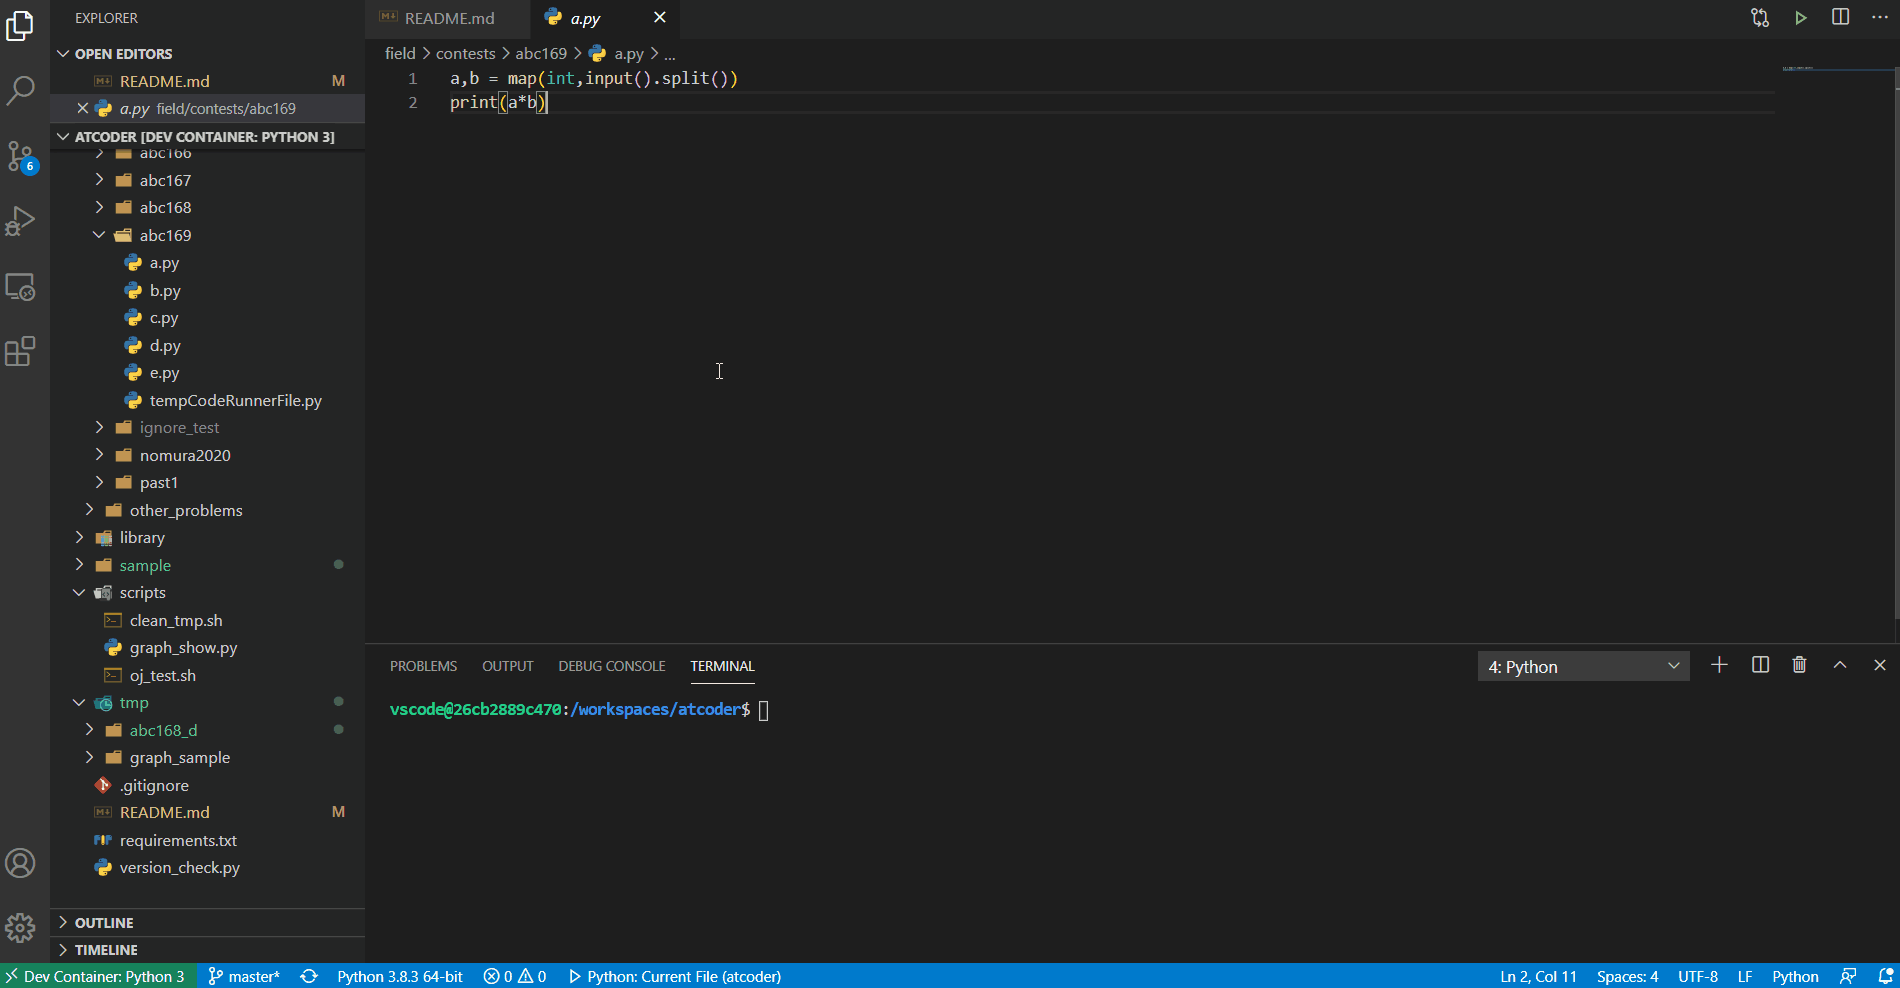 EXPLORER
OPEN EDITORS
README.md M
a.py field/contests/abc169
ATCODER [DEV CONTAINER: PYTHON 3]
abc166
abc167
abc168
abc169
a.py
b.py
c.py
d.py
e.py
tempCodeRunnerFile.py
ignore_test
nomura2020
past1
other_problems
library
sample
scripts
clean_tmp.sh
graph_show.py
oj_test.sh
tmp
abc168_d
graph_sample
.gitignore
README.md M
requirements.txt
version_check.py
OUTLINE
TIMELINE
6
README.md a.py
field > contests > abc169 > a.py > ...
1 a,b = map(int,input().split())
2 print(a*b)
PROBLEMS OUTPUT DEBUG CONSOLE TERMINAL 4: Python
vscode@26cb2889c470:/workspaces/atcoder$
Dev Container: Python 3 master* Python 3.8.3 64-bit 0 0 Python: Current File (atcoder) Ln 2, Col 11 Spaces: 4 UTF-8 LF Python